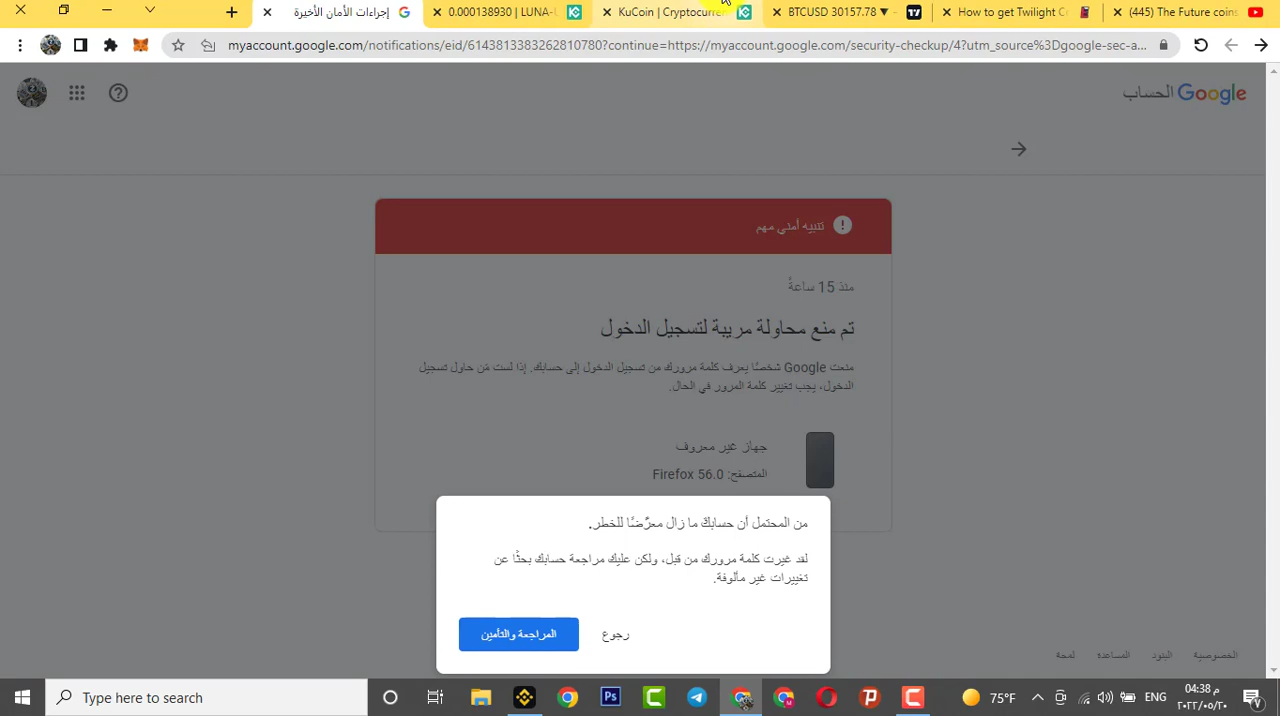 إجراءات الأمان الأخيرة
0.000138930 | LUNA-
KuCoin | Cryptocurre
BTCUSD 30157.78 ▼
How to get Twilight C
(445) The Future coins
myaccount.google.com/notifications/eid/6143813383262810780?continue=https://myaccount.google.com/security-checkup/4?utm_source%3Dgoogle-sec-a...
Google الحساب
تنبيه أمني مهم
منذ 15 ساعةً
تم منع محاولة مريبة لتسجيل الدخول
منعت Google شخصًا يعرف كلمة مرورك من تسجيل الدخول إلى حسابك. إذا لست من حاول تسجيل
الدخول، يجب تغيير كلمة المرور في الحال.
جهاز غير معروف
المتصفح: Firefox 56.0
من المحتمل أن حسابك ما زال معرّضًا للخطر.
لقد غيرت كلمة مرورك من قبل، ولكن عليك مراجعة حسابك بحثًا عن
تغييرات غير مألوفة.
رجوع
المراجعة والتأمين
الخصوصية
البنود
المساعدة
لمحة
Type here to search
Ps
75°F
ENG
04:38 م
٢٠٢٢/٠٥/٢٠